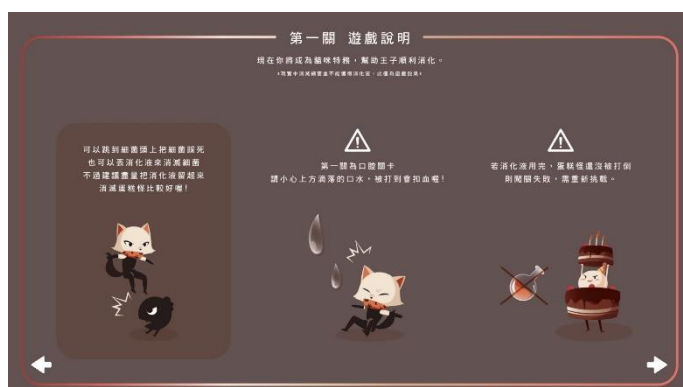 第一關 遊戲說明
現在你將成為貓咪特務，幫助王子順利消化。
可以跳到細菌頭上把細菌踩死
也可以丟消化液來消滅細菌
不過建議盡量把消化液留起來
消滅蛋糕怪比較好喔！
第一關為口腔關卡
請小心上方滴落的口水，被打到會扣血喔！
若消化液用完，蛋糕怪還沒被打倒
則闖關失敗，需重新挑戰。